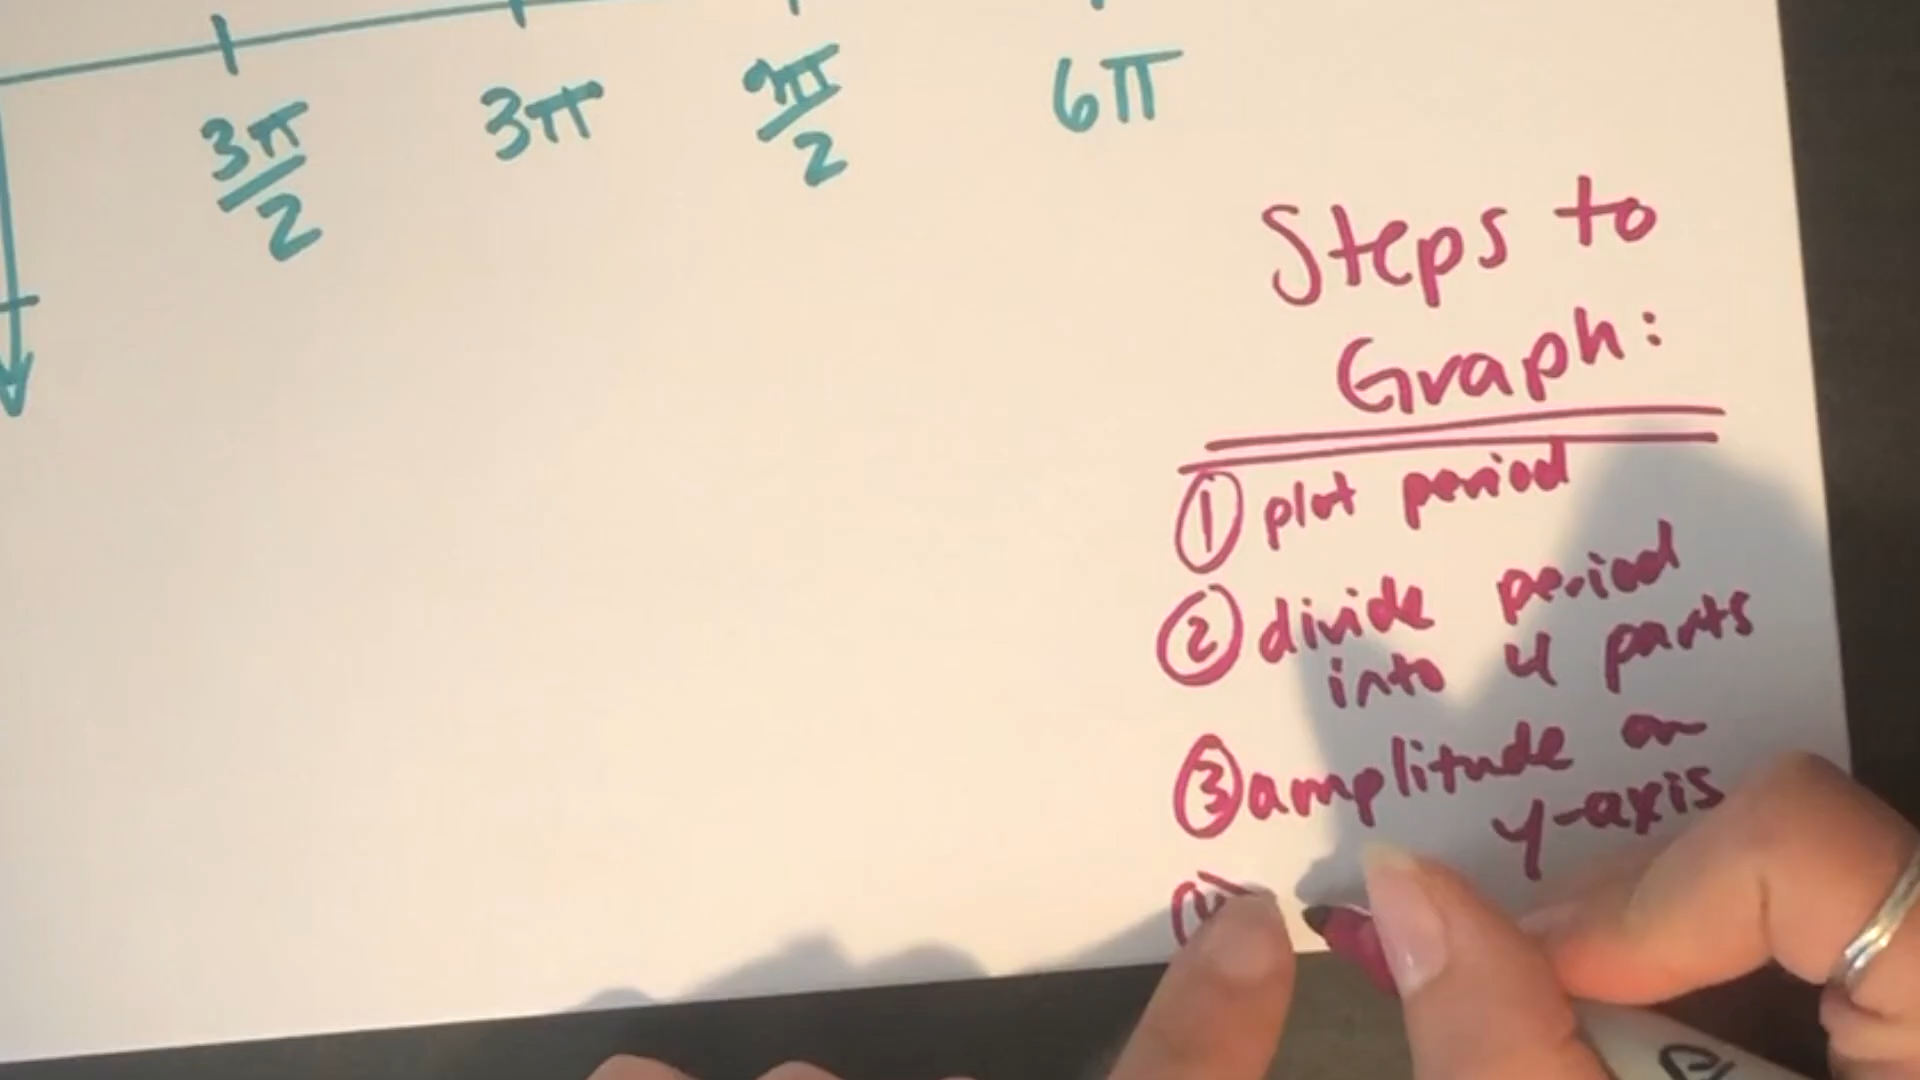 3π/2 3π 9π/2 6π
Steps to
Graph:
① plot period
② divide period
into 4 parts
③ amplitude on
y-axis
④